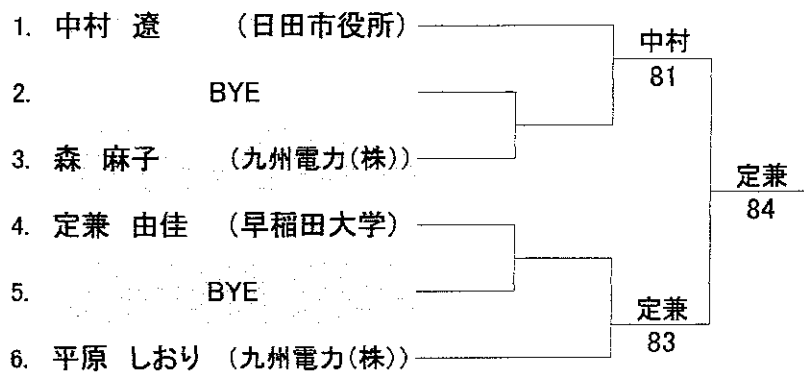 1. 中村 遼 (日田市役所)
中村
81
2. BYE
3. 森 麻子 (九州電力(株))
定兼
84
4. 定兼 由佳 (早稲田大学)
5. BYE
定兼
83
6. 平原 しおり (九州電力(株))